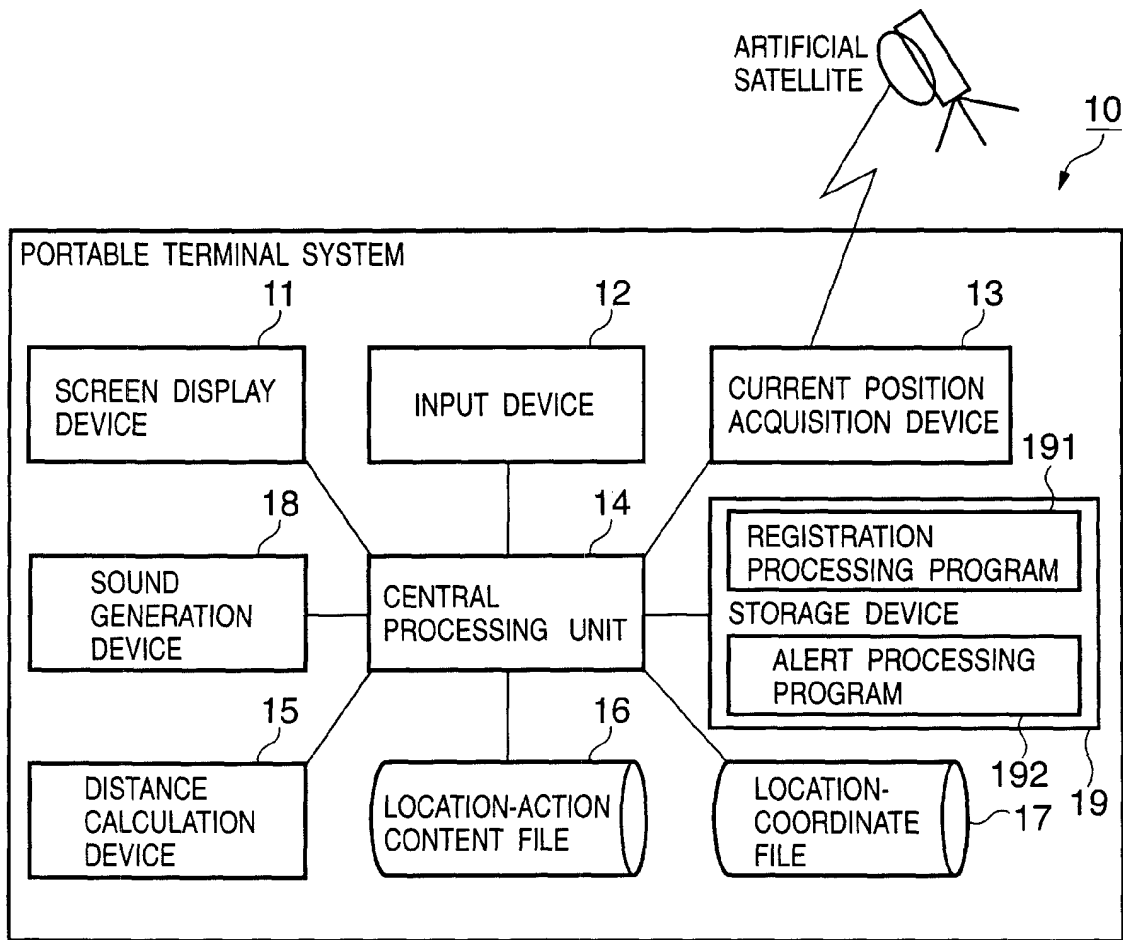 ARTIFICIAL
SATELLITE
10
PORTABLE TERMINAL SYSTEM
11
12
13
SCREEN DISPLAY
DEVICE
INPUT DEVICE
CURRENT POSITION
ACQUISITION DEVICE
18
14
191
SOUND
GENERATION
DEVICE
CENTRAL
PROCESSING UNIT
REGISTRATION
PROCESSING PROGRAM
STORAGE DEVICE
ALERT PROCESSING
PROGRAM
15
16
192
19
DISTANCE
CALCULATION
DEVICE
LOCATION-ACTION
CONTENT FILE
LOCATION-
COORDINATE
FILE
17